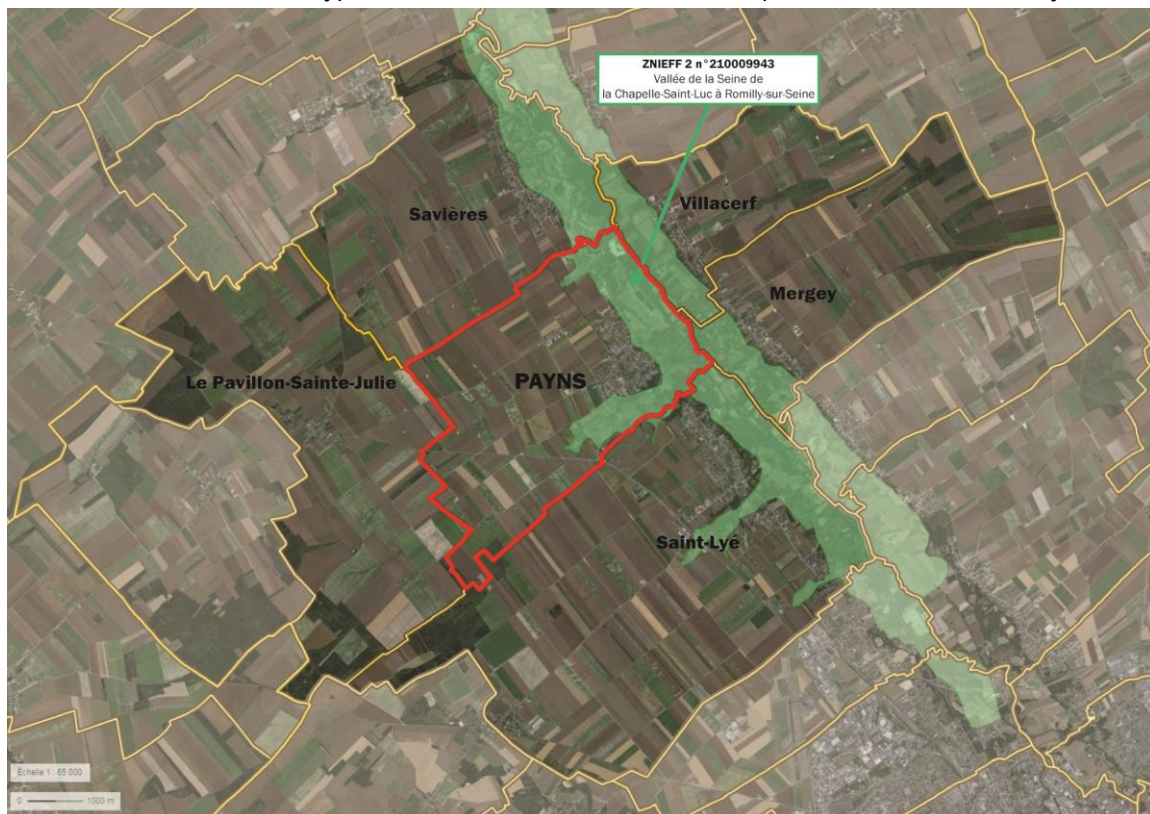 ZNIEFF 2 n°210009943
Vallée de la Seine de
la Chapelle-Saint-Luc à Romilly-sur-Seine
Savières
Villacerf
Mergey
Le Pavillon-Sainte-Julie
PAYNS
Saint-Lyé
Échelle 1 : 65 000
0 1000 m